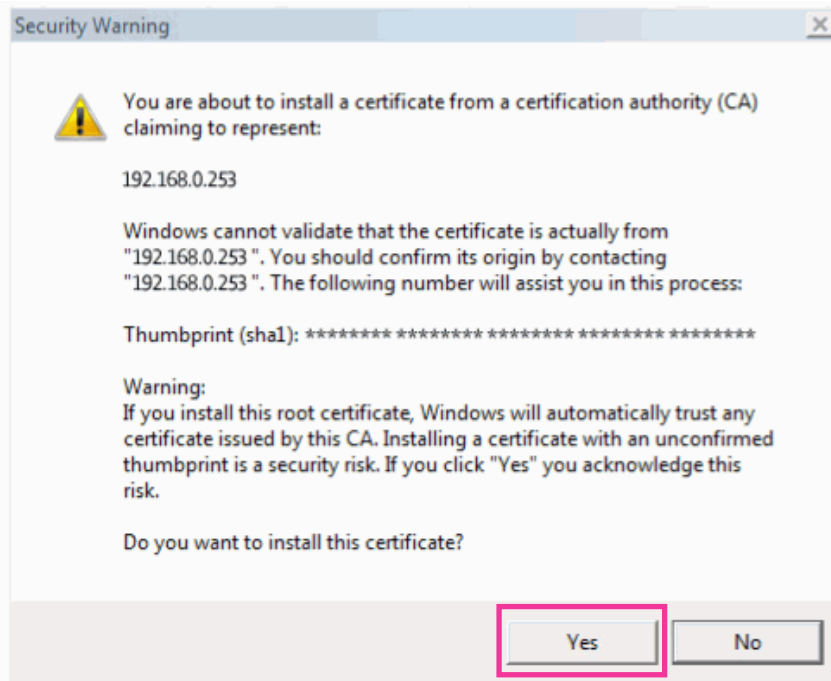 Security Warning
You are about to install a certificate from a certification authority (CA)
claiming to represent:
192.168.0.253
Windows cannot validate that the certificate is actually from
"192.168.0.253 ". You should confirm its origin by contacting
"192.168.0.253 ". The following number will assist you in this process:
Thumbprint (sha1): ******** ******** ******** ******** ********
Warning:
If you install this root certificate, Windows will automatically trust any
certificate issued by this CA. Installing a certificate with an unconfirmed
thumbprint is a security risk. If you click "Yes" you acknowledge this
risk.
Do you want to install this certificate?
Yes No